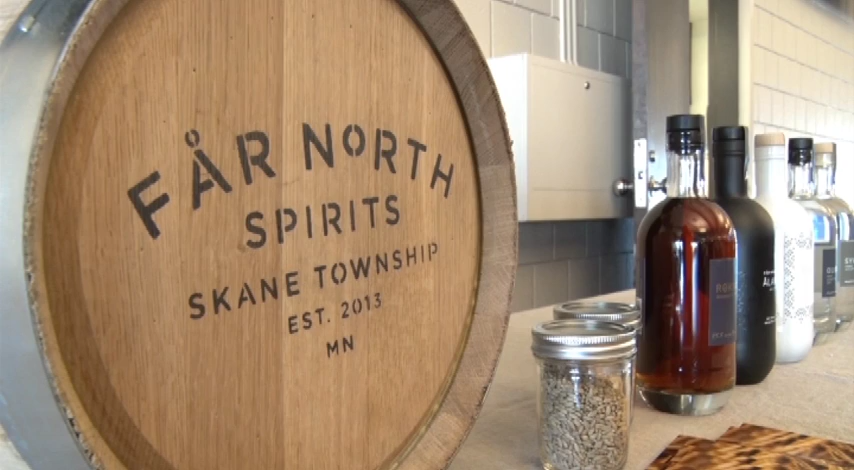 FÅR NORTH
SPIRITS
SKANE TOWNSHIP
EST. 2013
MN